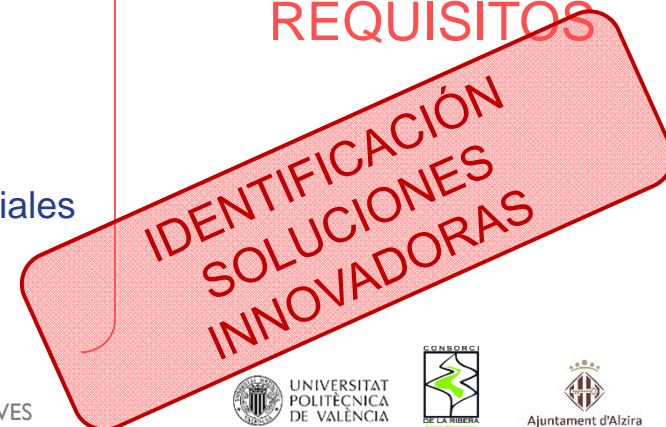 REQUISITOS
IDENTIFICACIÓN
SOLUCIONES
INNOVADORAS
iales
VES
UNIVERSITAT
POLITÈCNICA
DE VALÈNCIA
CONSORCI
DE LA RIBERA
Ajuntament d'Alzira